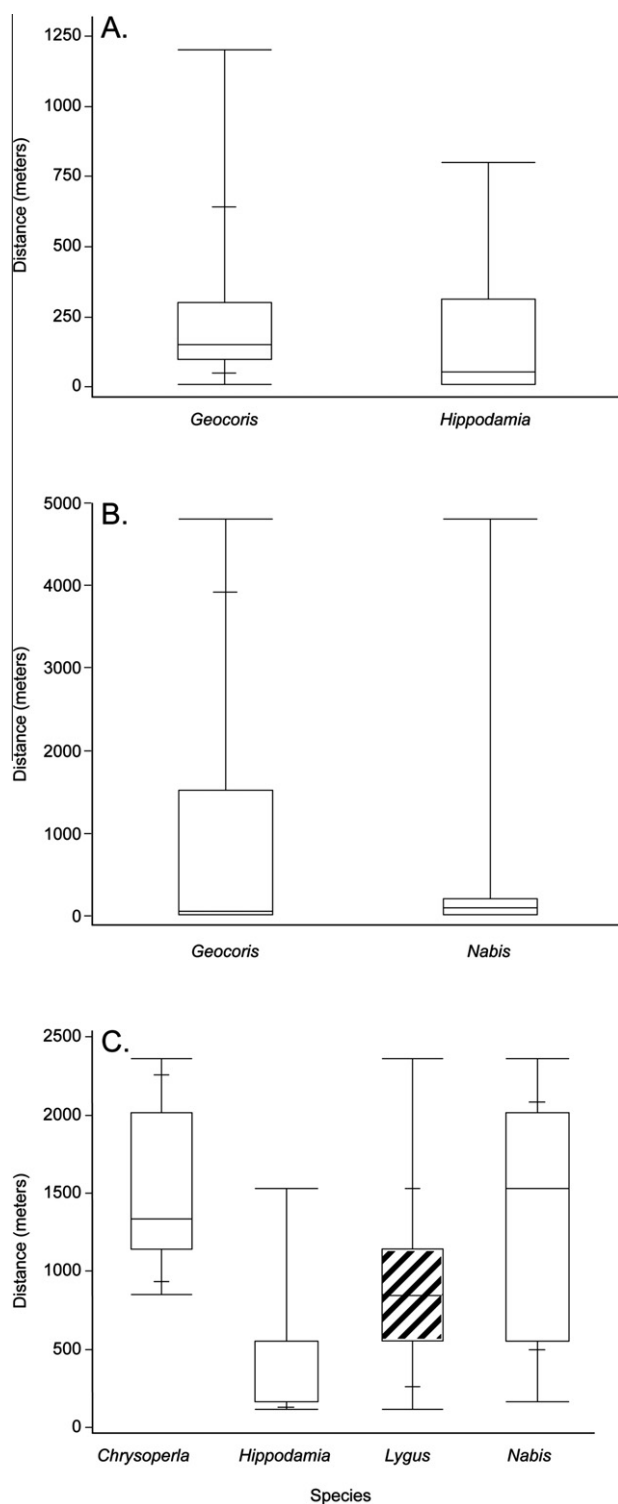 A.
1250
1000
750
500
250
0
Distance (meters)
Geocoris Hippodamia
B.
5000
4000
3000
2000
1000
0
Distance (meters)
Geocoris Nabis
C.
2500
2000
1500
1000
500
0
Distance (meters)
Chrysoperla Hippodamia Lygus Nabis
Species